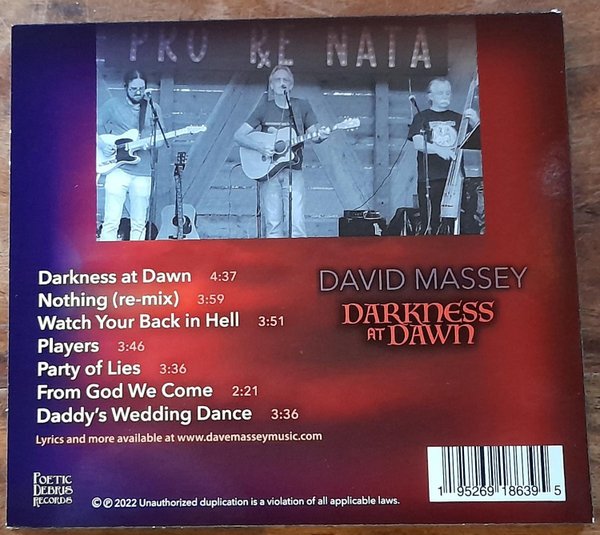 PRO RE NATA
Darkness at Dawn 4:37
Nothing (re-mix) 3:59
Watch Your Back in Hell 3:51
Players 3:46
Party of Lies 3:36
From God We Come 2:21
Daddy's Wedding Dance 3:36
Lyrics and more available at www.davemasseymusic.com
DAVID MASSEY
DARKNESS
AT DAWN
POETIC
DEBRIS
RECORDS
© ℗ 2022 Unauthorized duplication is a violation of all applicable laws.
1 95269 18639 5